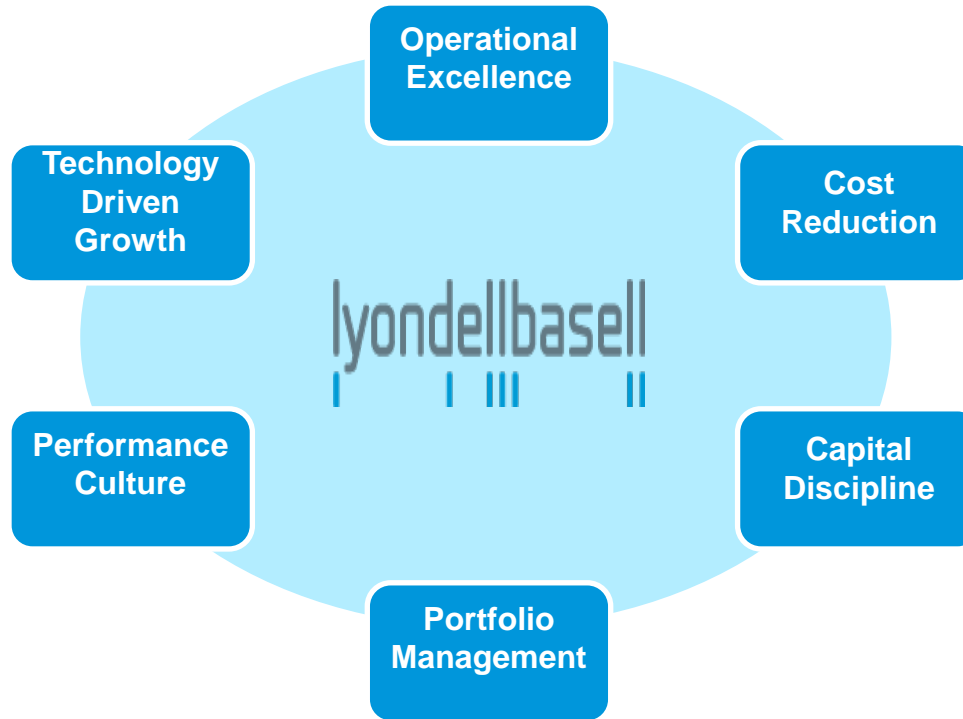 Operational
Excellence
Technology
Driven
Growth
Cost
Reduction
lyondellbasell
Performance
Culture
Capital
Discipline
Portfolio
Management